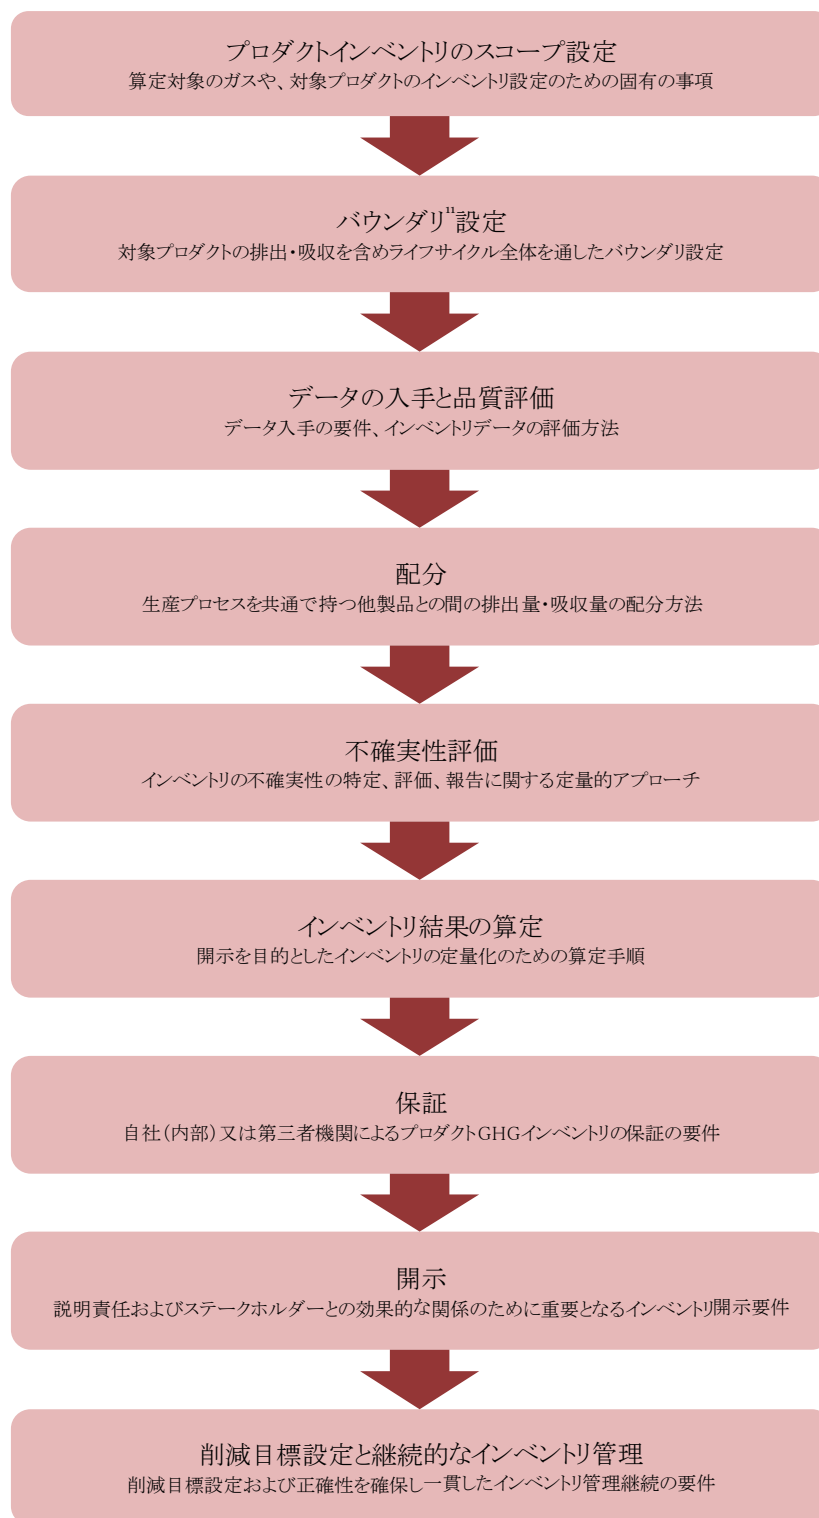 プロダクトインベントリのスコープ設定
算定対象のガスや、対象プロダクトのインベントリ設定のための固有の事項
バウンダリ11設定
対象プロダクトの排出・吸収を含めライフサイクル全体を通したバウンダリ設定
データの入手と品質評価
データ入手の要件、インベントリデータの評価方法
配分
生産プロセスを共通で持つ他製品との間の排出量・吸収量の配分方法
不確実性評価
インベントリの不確実性の特定、評価、報告に関する定量的アプローチ
インベントリ結果の算定
開示を目的としたインベントリの定量化のための算定手順
保証
自社（内部）又は第三者機関によるプロダクトGHGインベントリの保証の要件
開示
説明責任およびステークホルダーとの効果的な関係のために重要となるインベントリ開示要件
削減目標設定と継続的なインベントリ管理
削減目標設定および正確性を確保し一貫したインベントリ管理継続の要件